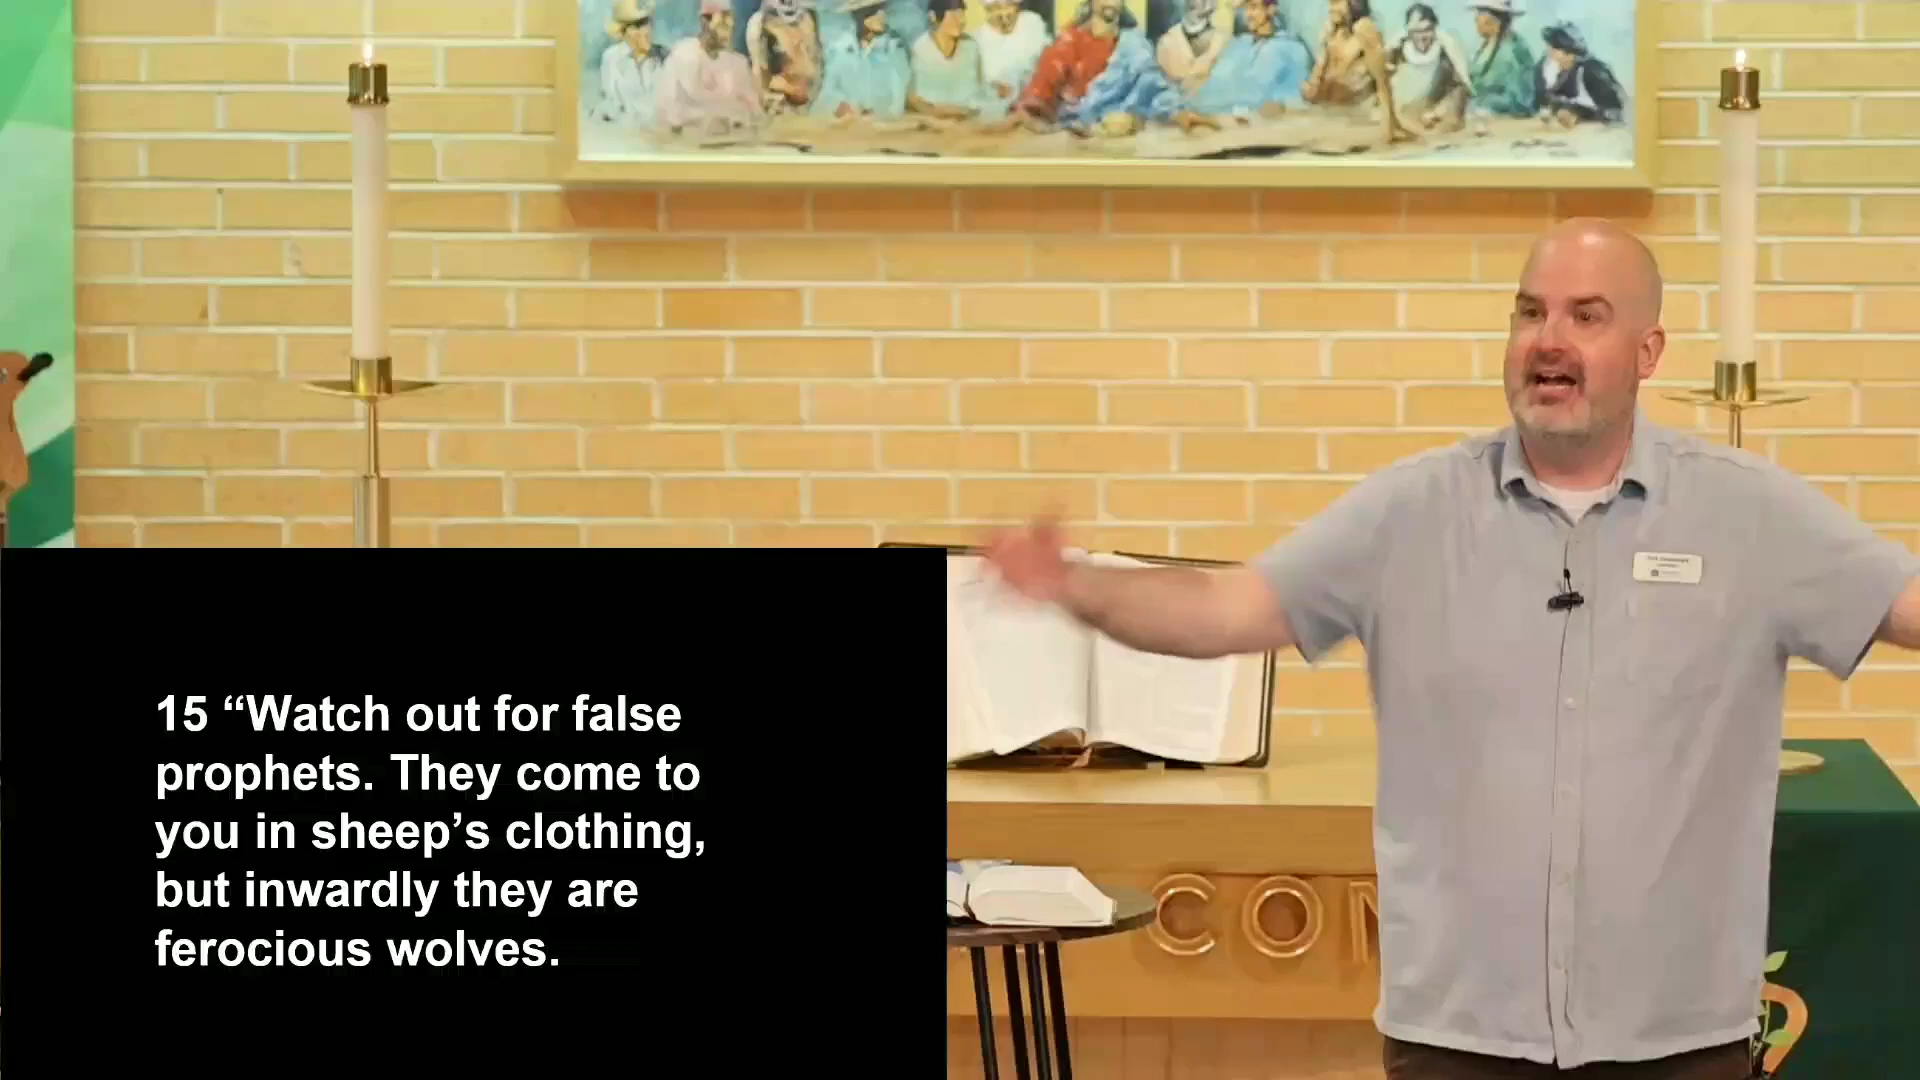 15 “Watch out for false
prophets. They come to
you in sheep’s clothing,
but inwardly they are
ferocious wolves.
COM